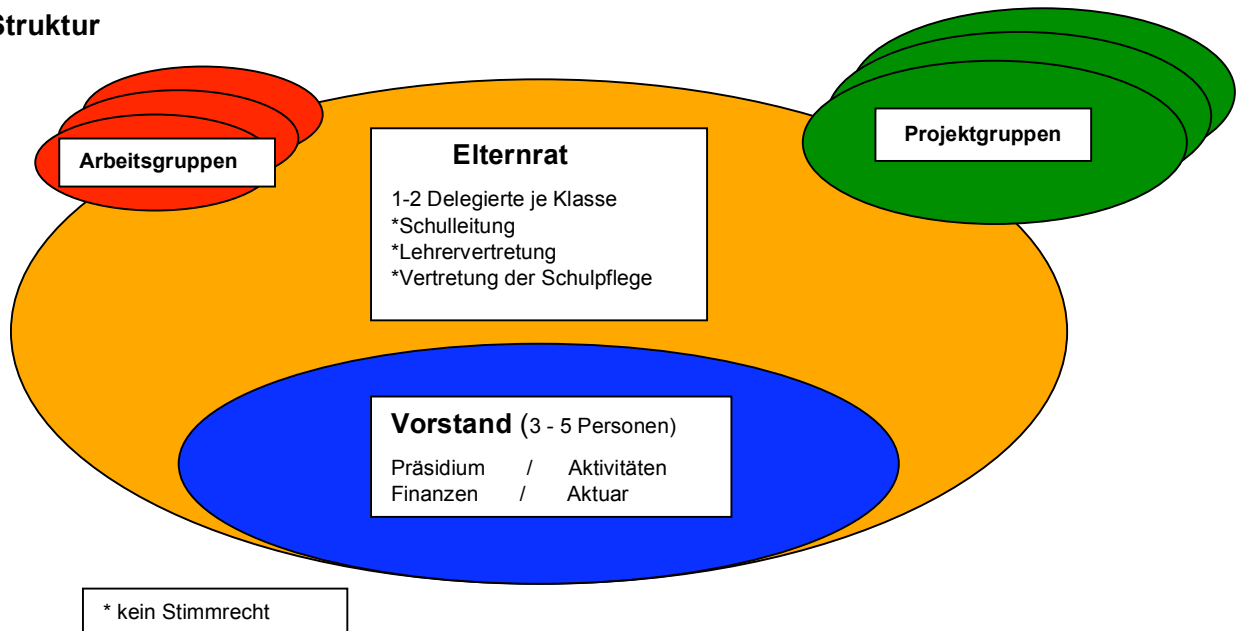 Struktur
Arbeitsgruppen
Projektgruppen
Elternrat
1-2 Delegierte je Klasse
*Schulleitung
*Lehrervertretung
*Vertretung der Schulpflege
Vorstand (3 - 5 Personen)
Präsidium / Aktivitäten
Finanzen / Aktuar
* kein Stimmrecht